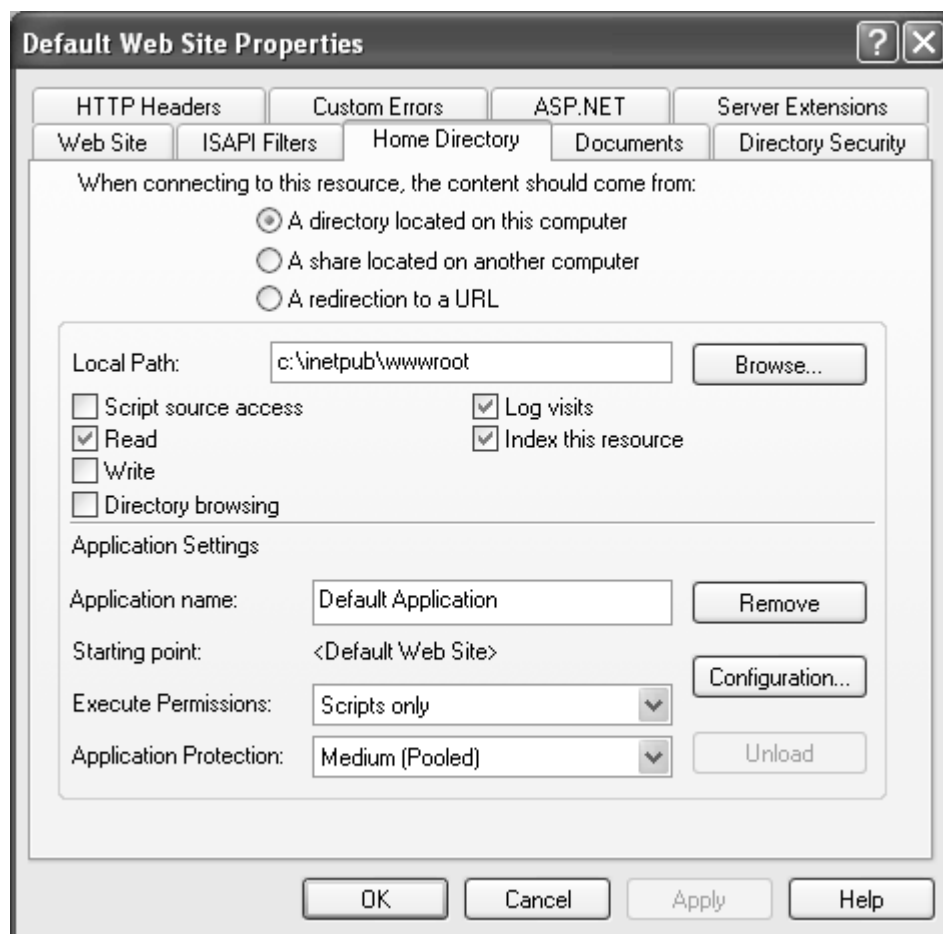 Default Web Site Properties
HTTP Headers Custom Errors ASP.NET Server Extensions
Web Site ISAPI Filters Home Directory Documents Directory Security
When connecting to this resource, the content should come from:
A directory located on this computer
A share located on another computer
A redirection to a URL
Local Path: c:\inetpub\wwwroot Browse...
Script source access Log visits
Read Index this resource
Write
Directory browsing
Application Settings
Application name: Default Application Remove
Starting point: <Default Web Site>
Configuration...
Execute Permissions: Scripts only
Application Protection: Medium (Pooled) Unload
OK Cancel Apply Help